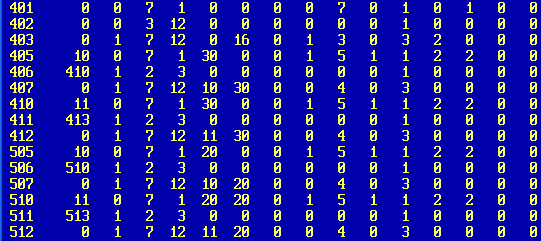 401 0 0 7 1 0 0 0 0 7 0 1 0 1 0 0
402 0 0 3 12 0 0 0 0 0 0 1 0 0 0 0
403 0 1 7 12 0 16 0 1 3 0 3 2 0 0 0
405 10 0 7 1 30 0 0 1 5 1 1 2 2 0 0
406 410 1 2 3 0 0 0 0 0 0 1 0 0 0 0
407 0 1 7 12 10 30 0 0 4 0 3 0 0 0 0
410 11 0 7 1 30 0 0 1 5 1 1 2 2 0 0
411 413 1 2 3 0 0 0 0 0 0 1 0 0 0 0
412 0 1 7 12 11 30 0 0 4 0 3 0 0 0 0
505 10 0 7 1 20 0 0 1 5 1 1 2 2 0 0
506 510 1 2 3 0 0 0 0 0 0 1 0 0 0 0
507 0 1 7 12 10 20 0 0 4 0 3 0 0 0 0
510 11 0 7 1 20 20 0 1 5 1 1 2 2 0 0
511 513 1 2 3 0 0 0 0 0 0 1 0 0 0 0
512 0 1 7 12 11 20 0 0 4 0 3 0 0 0 0